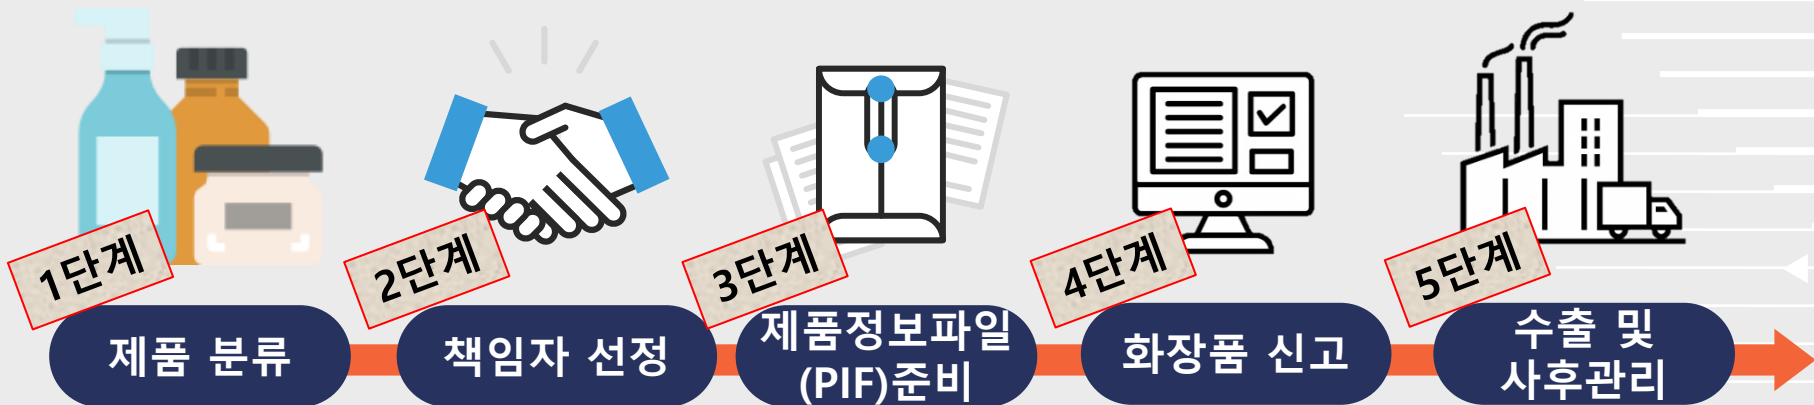 1단계
제품 분류
2단계
책임자 선정
3단계
제품정보파일
(PIF)준비
4단계
화장품 신고
5단계
수출 및
사후관리